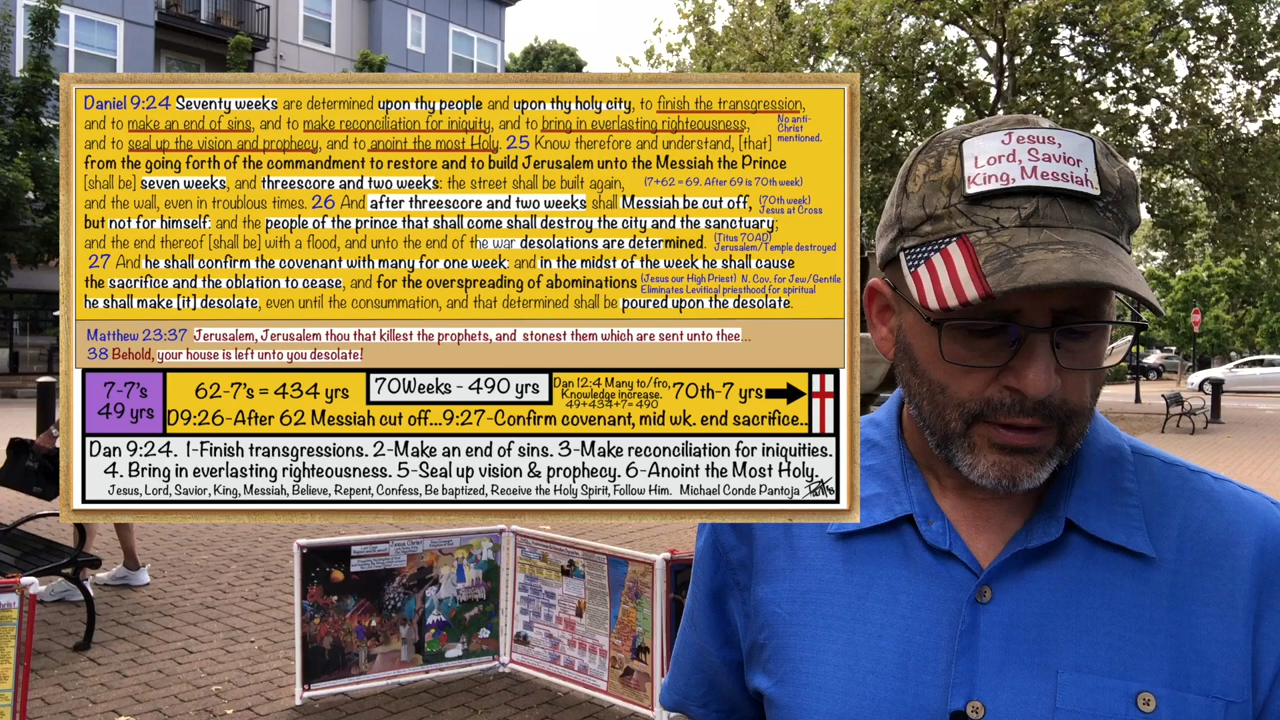 Daniel 9:24 Seventy weeks are determined upon thy people and upon thy holy city, to finish the transgression,
and to make an end of sins, and to make reconciliation for iniquity, and to bring in everlasting righteousness,
No anti-
Christ
mentioned.
to seal up the vision and prophecy, and to anoint the most Holy. 25 Know therefore and understand, [that]
from the going forth of the commandment to restore and to build Jerusalem unto the Messiah the Prince
[shall be] seven weeks, and threescore and two weeks: the street shall be built again, (7+62 = 69. After 69 is 70th week)
and the wall, even in troublous times. 26 And after threescore and two weeks shall Messiah be cut off, (70th week)
Jesus at Cross
but not for himself: and the people of the prince that shall come shall destroy the city and the sanctuary;
and the end thereof [shall be] with a flood, and unto the end of the war desolations are determined. (Titus 70AD)
Jerusalem/Temple destroyed
27 And he shall confirm the covenant with many for one week: and in the midst of the week he shall cause
the sacrifice and the oblation to cease, and for the overspreading of abominations (Jesus our High Priest) N. Cov. for Jew/Gentile
Eliminates Levitical priesthood for spiritual
he shall make [it] desolate, even until the consummation, and that determined shall be poured upon the desolate.
Matthew 23:37 Jerusalem, Jerusalem thou that killest the prophets, and stonest them which are sent unto thee...
38 Behold, your house is left unto you desolate!
7-7's
49 yrs
62-7's = 434 yrs
70Weeks - 490 yrs
Dan 12:4 Many to/fro,
Knowledge increase.
49+434+7= 490
70th-7 yrs
D9:26-After 62 Messiah cut off...9:27-Confirm covenant, mid wk. end sacrifice..
Dan 9:24. 1-Finish transgressions. 2-Make an end of sins. 3-Make reconciliation for iniquities.
4. Bring in everlasting righteousness. 5-Seal up vision & prophecy. 6-Anoint the Most Holy.
Jesus, Lord, Savior, King, Messiah, Believe, Repent, Confess, Be baptized, Receive the Holy Spirit, Follow Him. Michael Conde Pantoja
Jesus,
Lord, Savior,
King, Messiah.
Jesus Christ